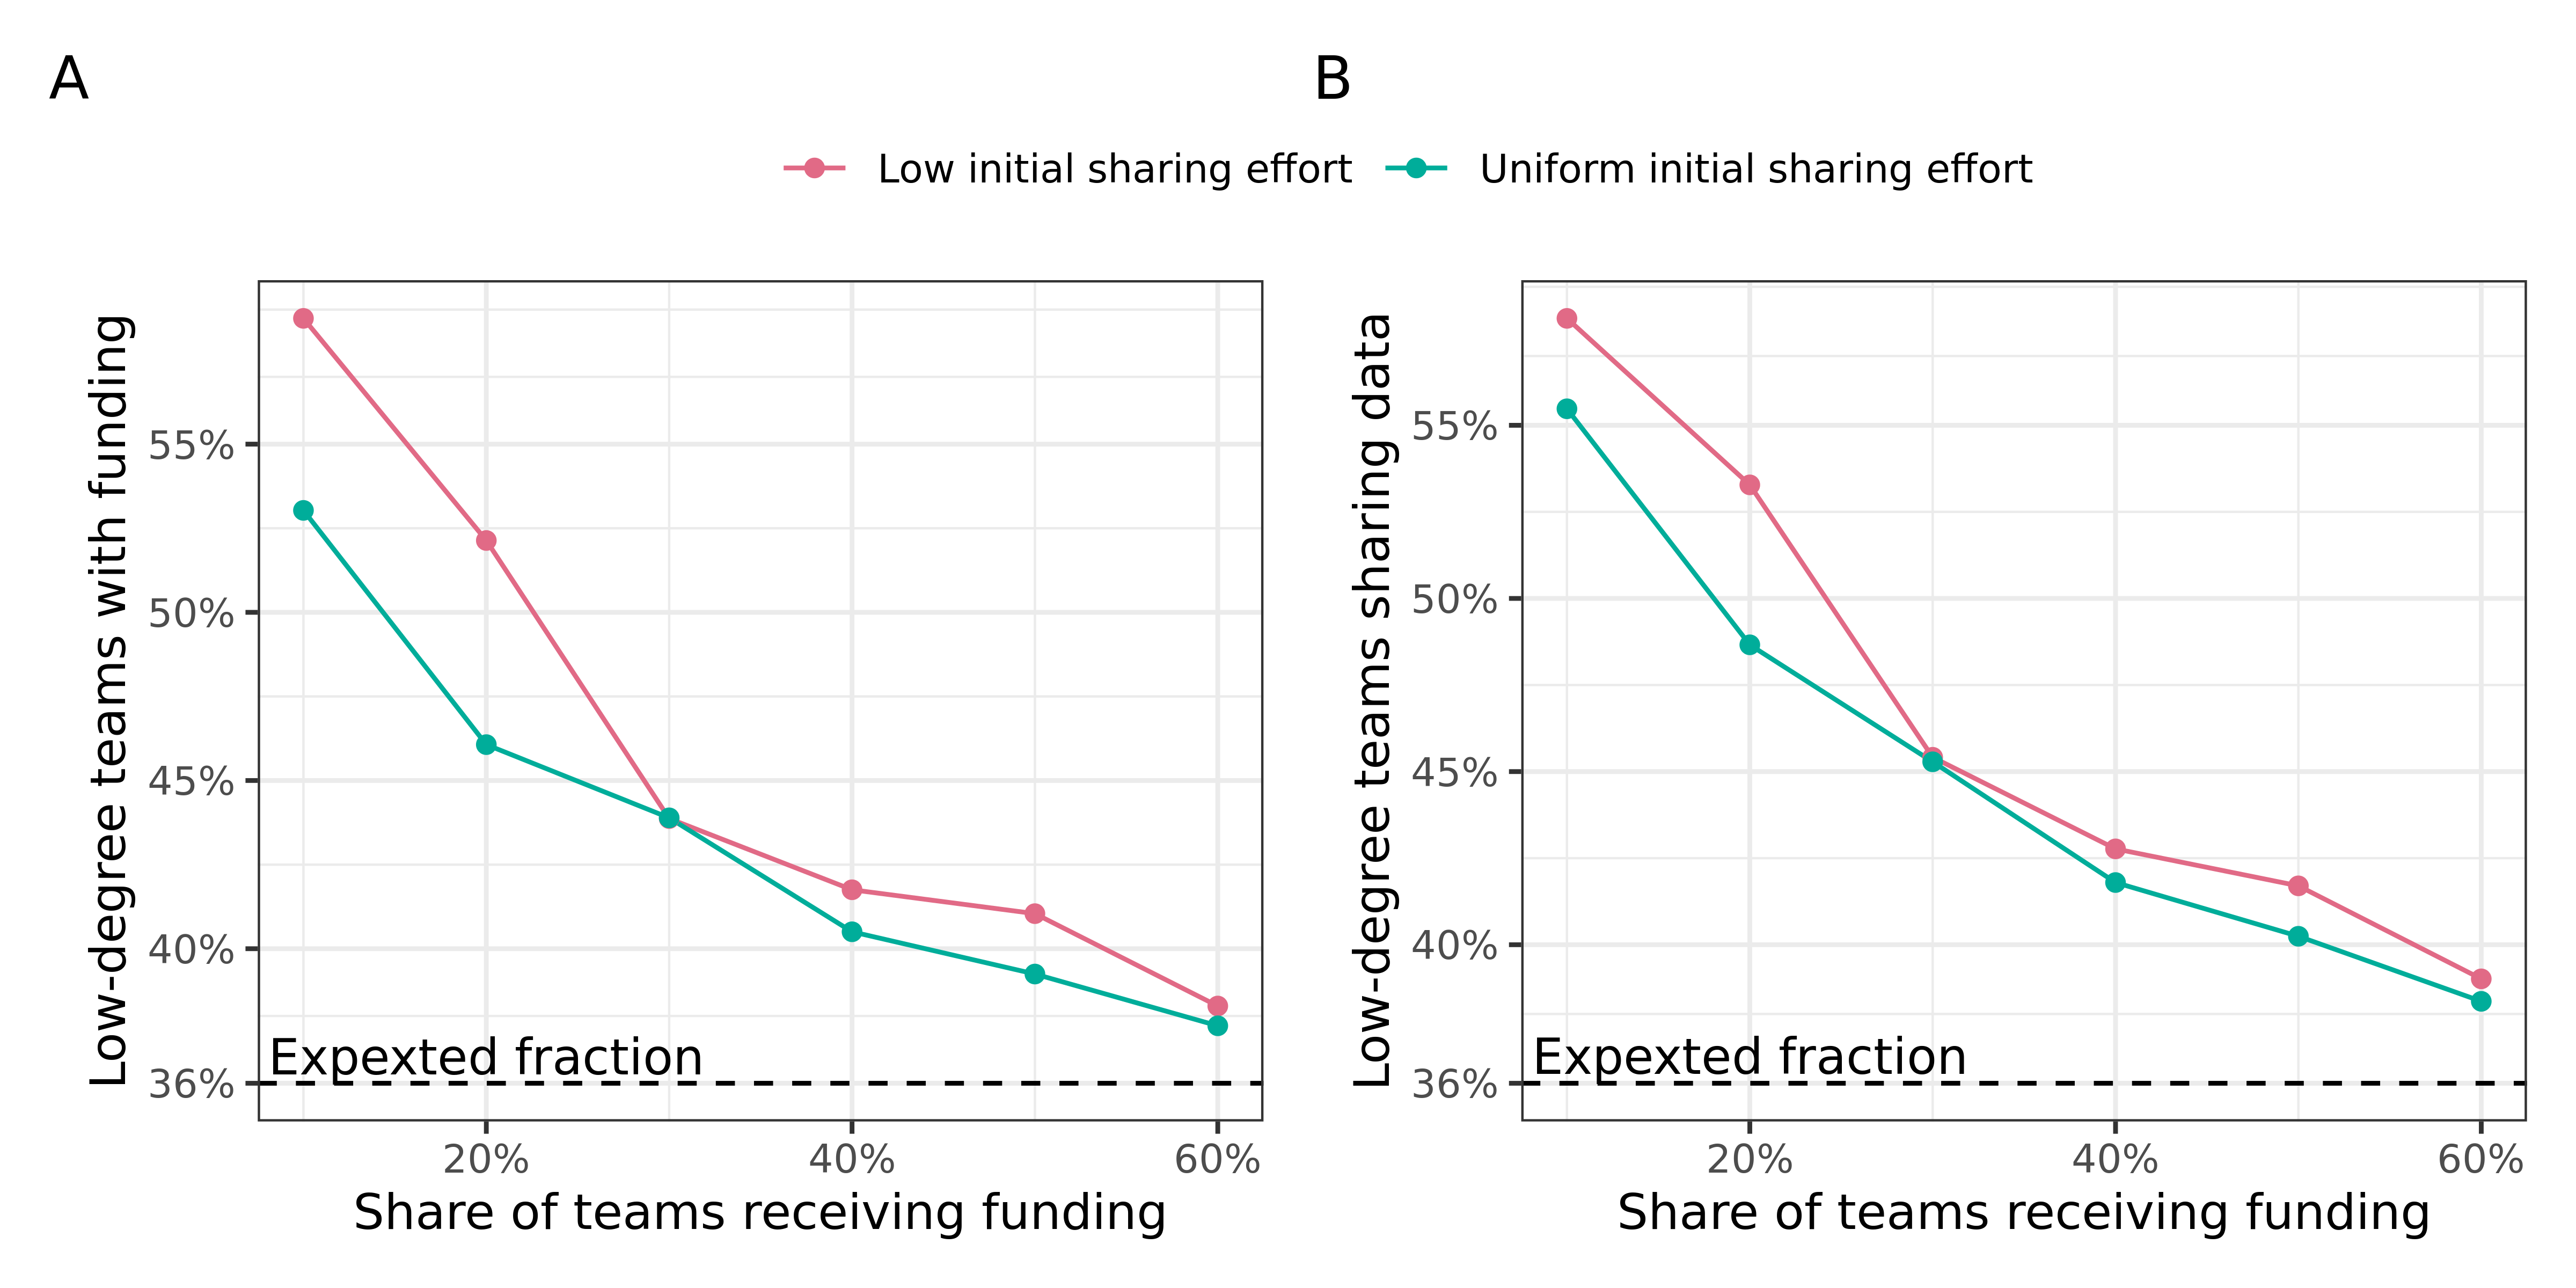 A
B
Low initial sharing effort
Uniform initial sharing effort
Low-degree teams with funding
55%
50%
45%
40%
36%
Expexted fraction
20%
40%
60%
Share of teams receiving funding
Low-degree teams sharing data
55%
50%
45%
40%
36%
Expexted fraction
20%
40%
60%
Share of teams receiving funding